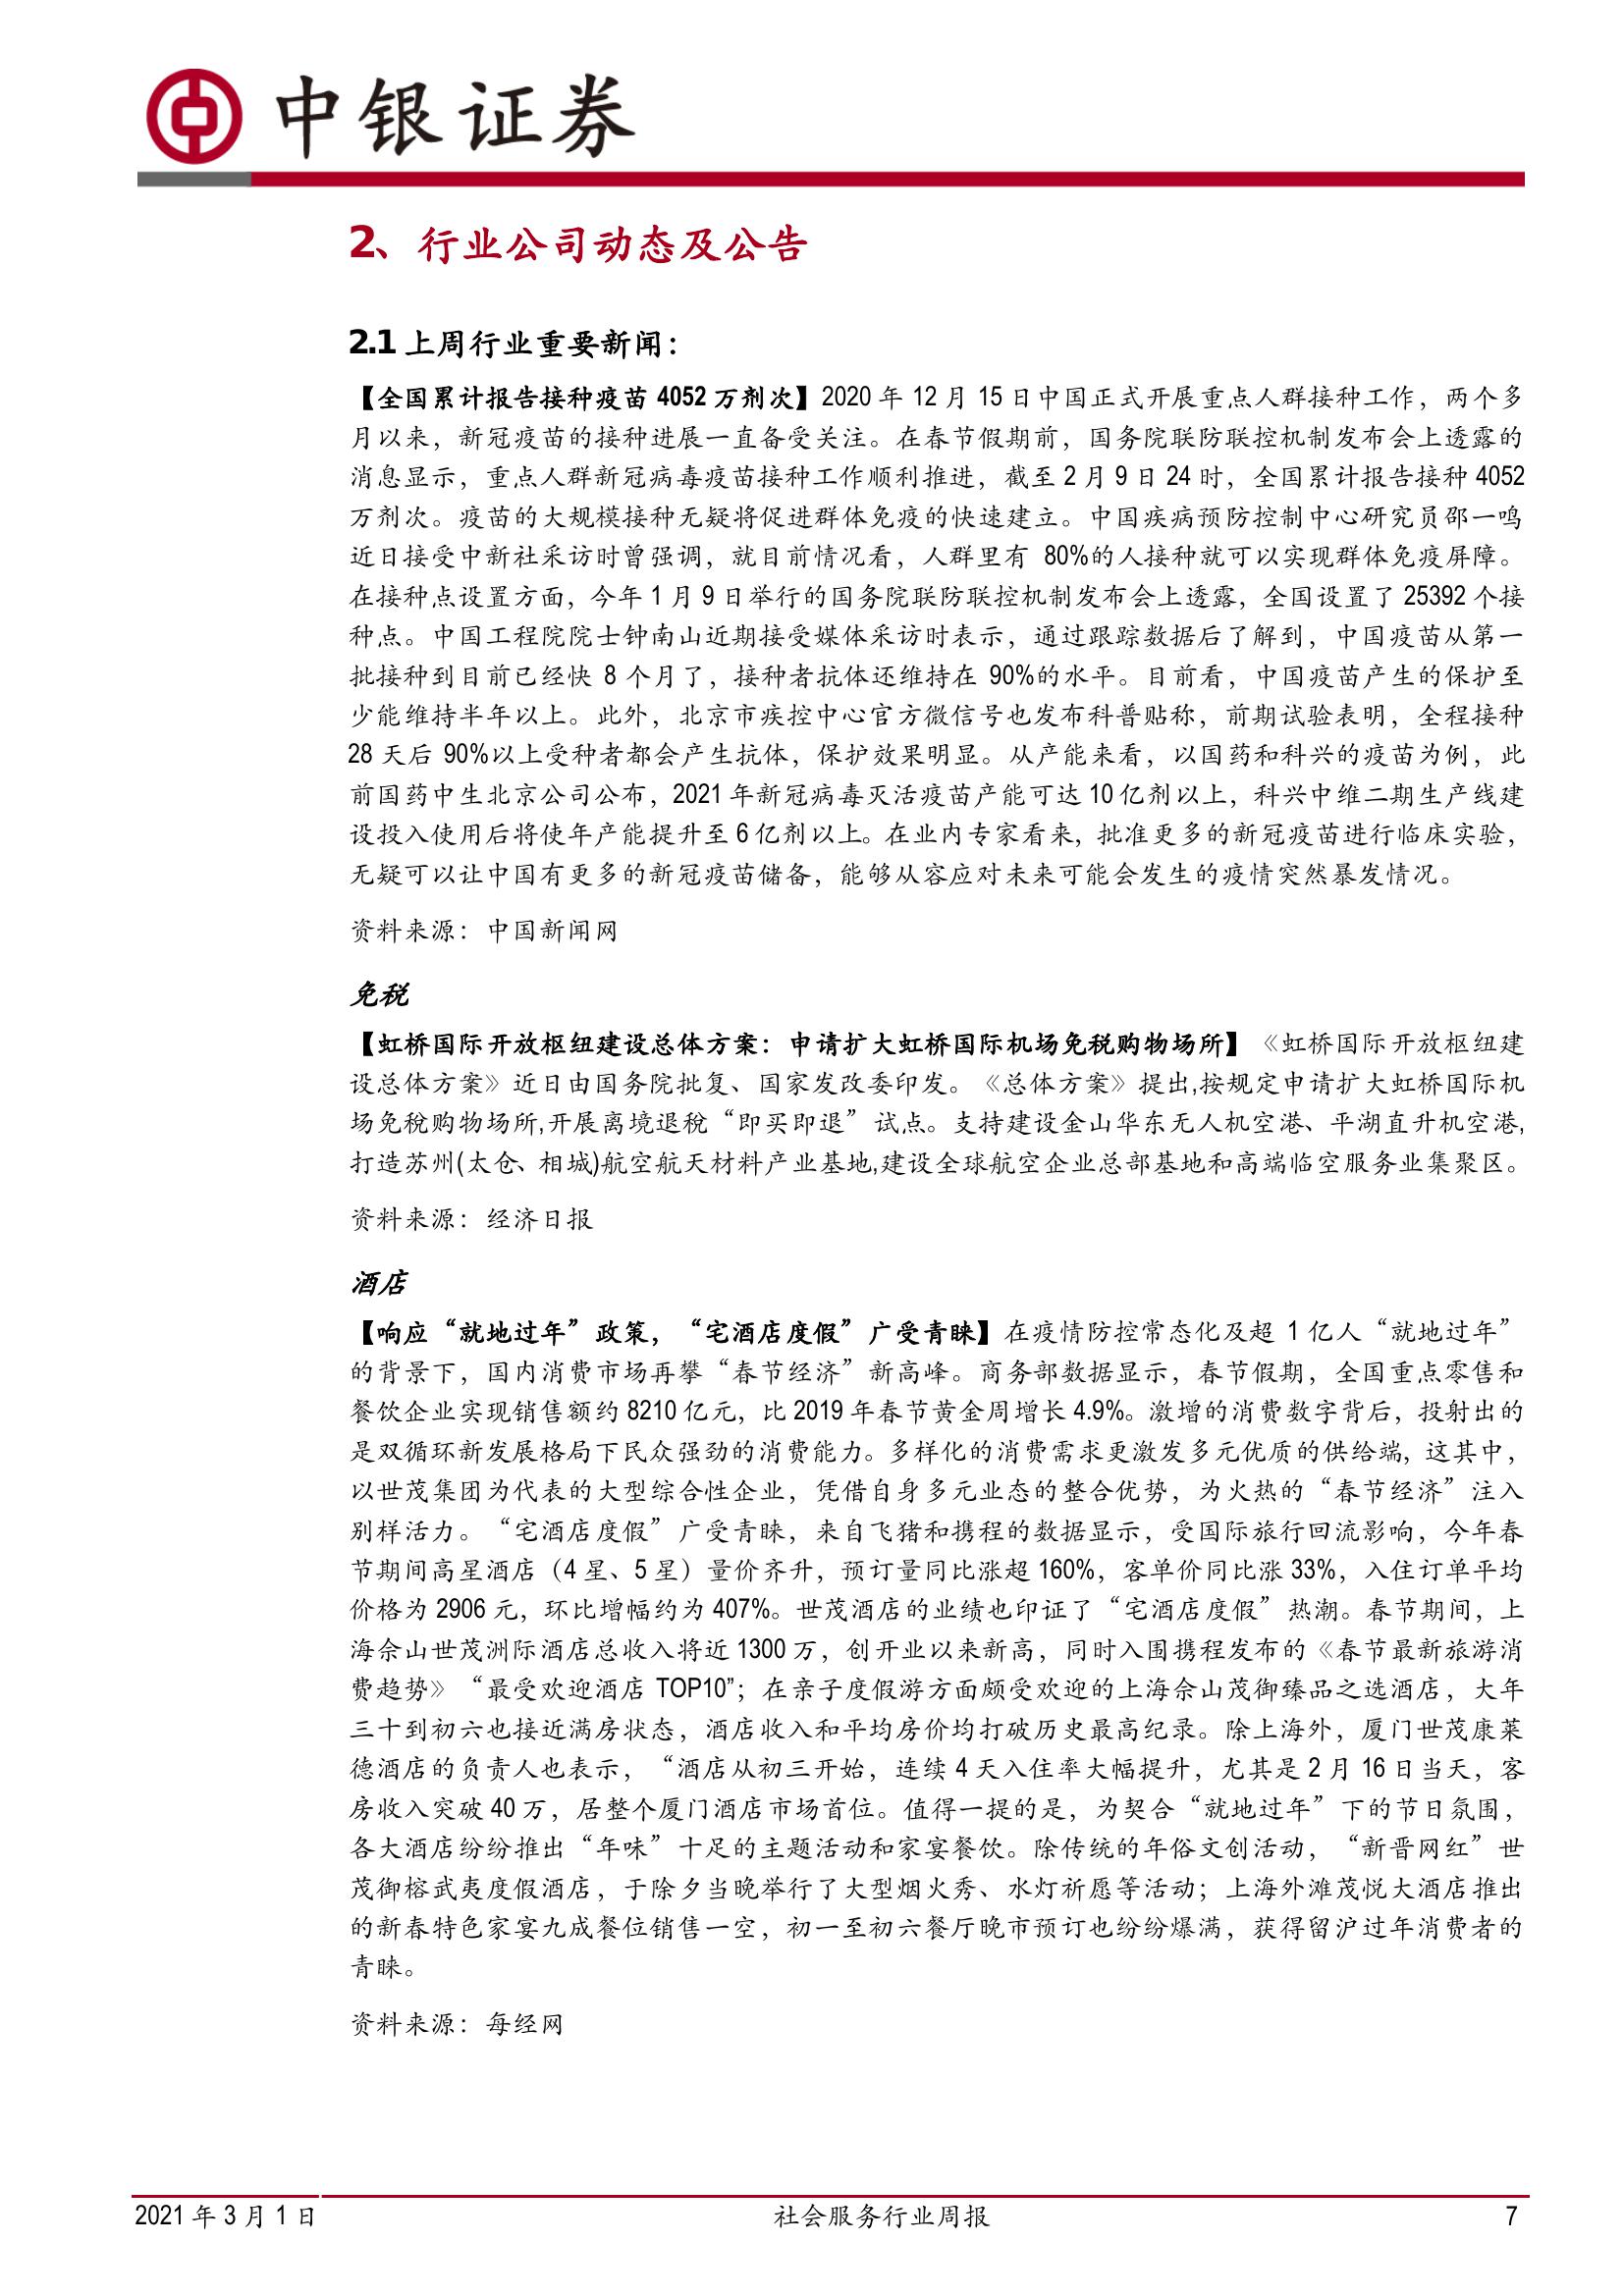 中银证券
2、行业公司动态及公告
2.1 上周行业重要新闻：
【全国累计报告接种疫苗 4052 万剂次】2020 年 12 月 15 日中国正式开展重点人群接种工作，两个多
月以来，新冠疫苗的接种进展一直备受关注。在春节假期前，国务院联防联控机制发布会上透露的
消息显示，重点人群新冠病毒疫苗接种工作顺利推进，截至 2 月 9 日 24 时，全国累计报告接种 4052
万剂次。疫苗的大规模接种无疑将促进群体免疫的快速建立。中国疾病预防控制中心研究员邵一鸣
近日接受中新社采访时曾强调，就目前情况看，人群里有 80%的人接种就可以实现群体免疫屏障。
在接种点设置方面，今年 1 月 9 日举行的国务院联防联控机制发布会上透露，全国设置了 25392 个接
种点。中国工程院院士钟南山近期接受媒体采访时表示，通过跟踪数据后了解到，中国疫苗从第一
批接种到目前已经快 8 个月了，接种者抗体还维持在 90%的水平。目前看，中国疫苗产生的保护至
少能维持半年以上。此外，北京市疾控中心官方微信号也发布科普贴称，前期试验表明，全程接种
28 天后 90%以上受种者都会产生抗体，保护效果明显。从产能来看，以国药和科兴的疫苗为例，此
前国药中生北京公司公布，2021 年新冠病毒灭活疫苗产能可达 10 亿剂以上，科兴中维二期生产线建
设投入使用后将使年产能提升至 6 亿剂以上。在业内专家看来，批准更多的新冠疫苗进行临床实验，
无疑可以让中国有更多的新冠疫苗储备，能够从容应对未来可能会发生的疫情突然暴发情况。
资料来源：中国新闻网
免税
【虹桥国际开放枢纽建设总体方案：申请扩大虹桥国际机场免税购物场所】《虹桥国际开放枢纽建
设总体方案》近日由国务院批复、国家发改委印发。《总体方案》提出,按规定申请扩大虹桥国际机
场免税购物场所,开展离境退税“即买即退”试点。支持建设金山华东无人机空港、平湖直升机空港,
打造苏州(太仓、相城)航空航天材料产业基地,建设全球航空企业总部基地和高端临空服务业集聚区。
资料来源：经济日报
酒店
【响应“就地过年”政策，“宅酒店度假”广受青睐】在疫情防控常态化及超 1 亿人“就地过年”
的背景下，国内消费市场再攀“春节经济”新高峰。商务部数据显示，春节假期，全国重点零售和
餐饮企业实现销售额约 8210 亿元，比 2019 年春节黄金周增长 4.9%。激增的消费数字背后，投射出的
是双循环新发展格局下民众强劲的消费能力。多样化的消费需求更激发多元优质的供给端，这其中，
以世茂集团为代表的大型综合性企业，凭借自身多元业态的整合优势，为火热的“春节经济”注入
别样活力。“宅酒店度假”广受青睐，来自飞猪和携程的数据显示，受国际旅行回流影响，今年春
节期间高星酒店（4 星、5 星）量价齐升，预订量同比涨超 160%，客单价同比涨 33%，入住订单平均
价格为 2906 元，环比增幅约为 407%。世茂酒店的业绩也印证了“宅酒店度假”热潮。春节期间，上
海佘山世茂洲际酒店总收入将近 1300 万，创开业以来新高，同时入围携程发布的《春节最新旅游消
费趋势》“最受欢迎酒店 TOP10”；在亲子度假游方面颇受欢迎的上海佘山茂御臻品之选酒店，大年
三十到初六也接近满房状态，酒店收入和平均房价均打破历史最高纪录。除上海外，厦门世茂康莱
德酒店的负责人也表示，“酒店从初三开始，连续 4 天入住率大幅提升，尤其是 2 月 16 日当天，客
房收入突破 40 万，居整个厦门酒店市场首位。值得一提的是，为契合“就地过年”下的节日氛围，
各大酒店纷纷推出“年味”十足的主题活动和家宴餐饮。除传统的年俗文创活动，“新晋网红”世
茂御榕武夷度假酒店，于除夕当晚举行了大型烟火秀、水灯祈愿等活动；上海外滩茂悦大酒店推出
的新春特色家宴九成餐位销售一空，初一至初六餐厅晚市预订也纷纷爆满，获得留沪过年消费者的
青睐。
资料来源：每经网
2021 年 3 月 1 日 社会服务行业周报 7